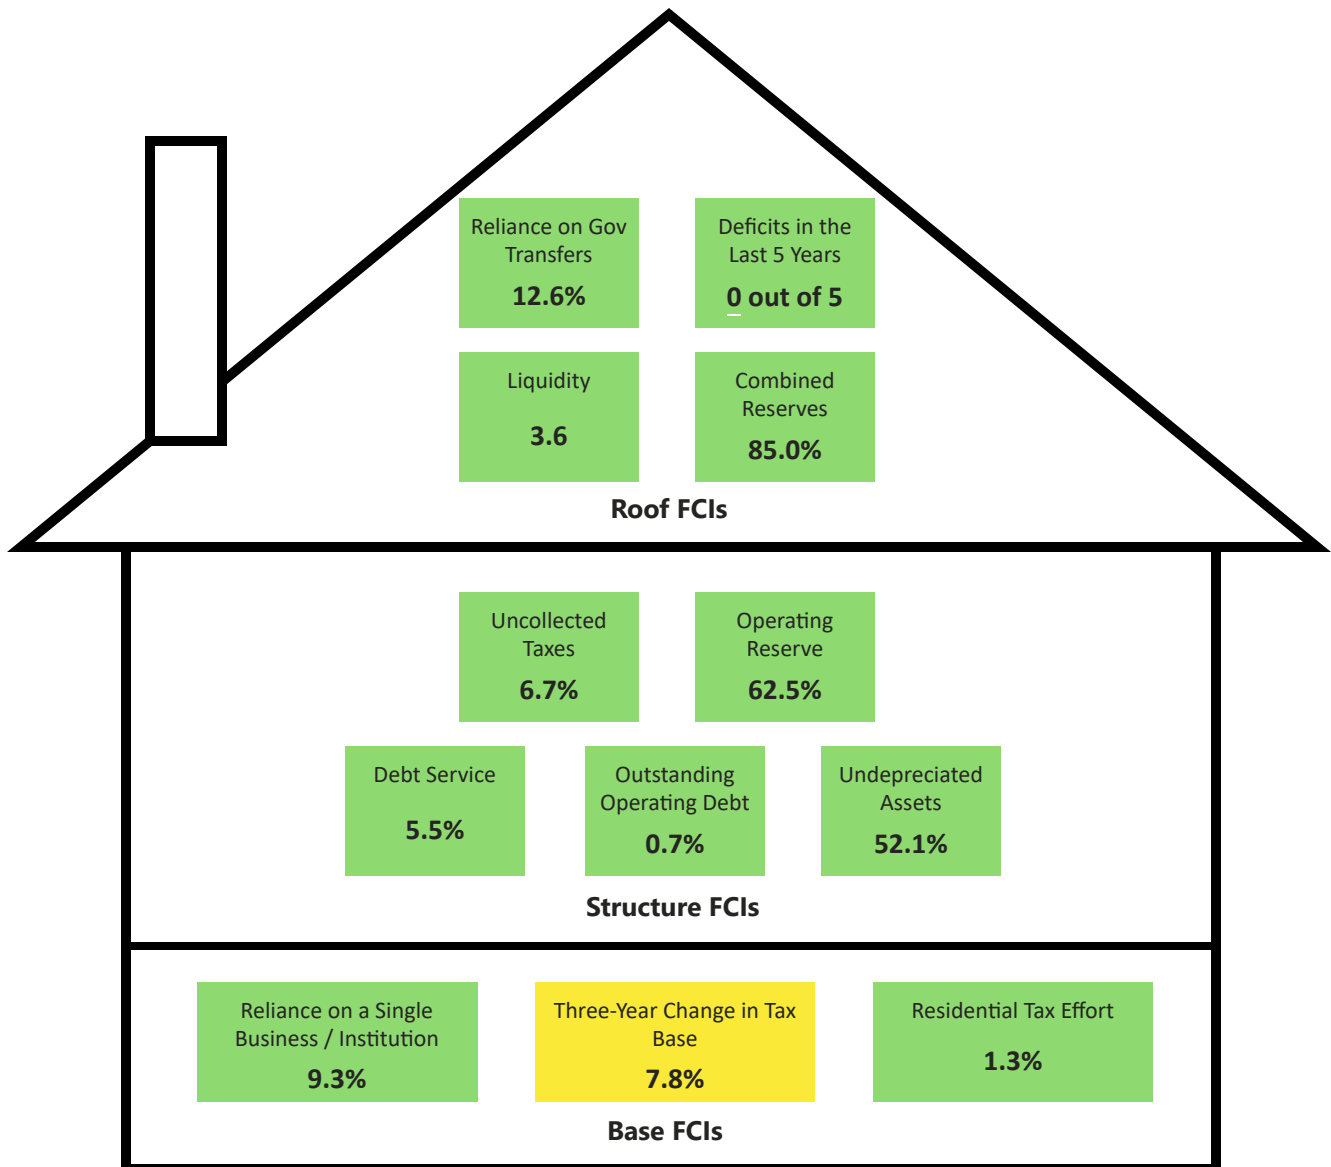 Reliance on Gov
Transfers
12.6%
Deficits in the
Last 5 Years
0 out of 5
Liquidity
3.6
Combined
Reserves
85.0%
Roof FCIs
Uncollected
Taxes
6.7%
Operating
Reserve
62.5%
Debt Service
5.5%
Outstanding
Operating Debt
0.7%
Undepreciated
Assets
52.1%
Structure FCIs
Reliance on a Single
Business / Institution
9.3%
Three-Year Change in Tax
Base
7.8%
Residential Tax Effort
1.3%
Base FCIs